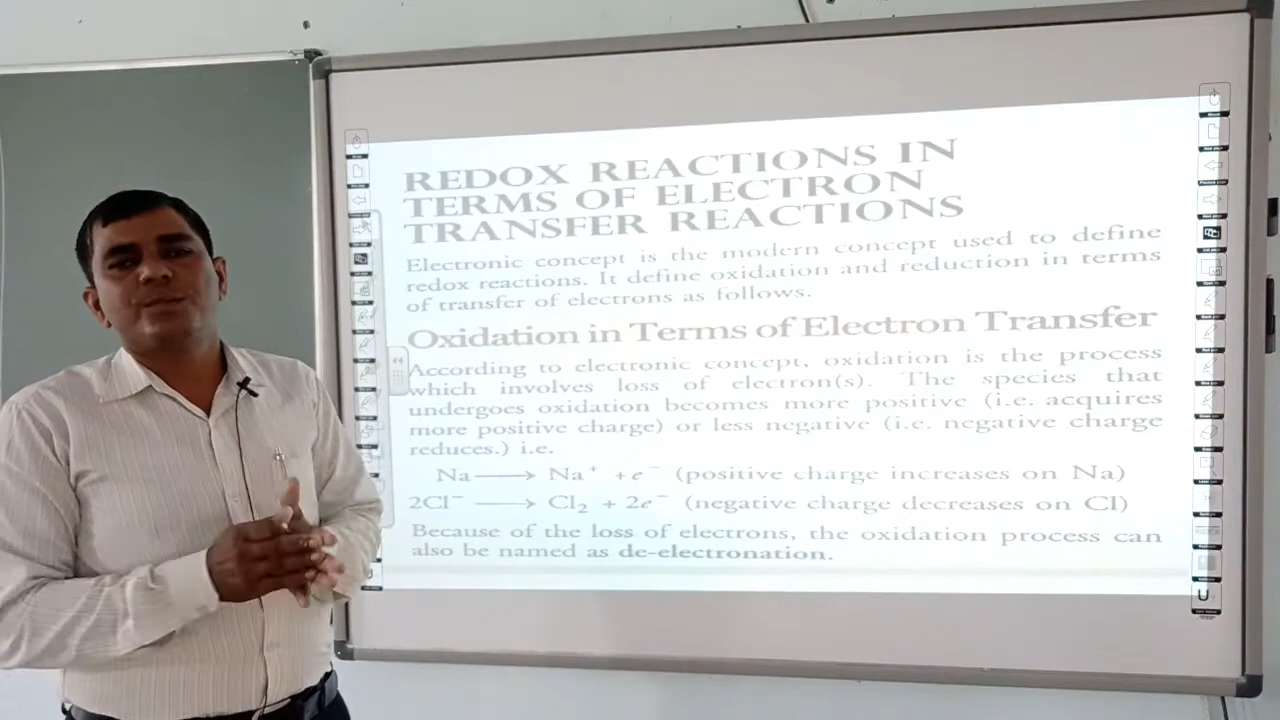 REDOX REACTIONS IN
TERMS OF ELECTRON
TRANSFER REACTIONS
Electronic concept is the modern concept used to define
redox reactions. It define oxidation and reduction in terms
of transfer of electrons as follows.
Oxidation in Terms of Electron Transfer
According to electronic concept, oxidation is the process
which involves loss of electron(s). The species that
undergoes oxidation becomes more positive (i.e. acquires
more positive charge) or less negative (i.e. negative charge
reduces.) i.e.
Na ⟶ Na⁺ + e⁻ (positive charge increases on Na)
2Cl⁻ ⟶ Cl₂ + 2e⁻ (negative charge decreases on Cl)
Because of the loss of electrons, the oxidation process can
also be named as de-electronation.